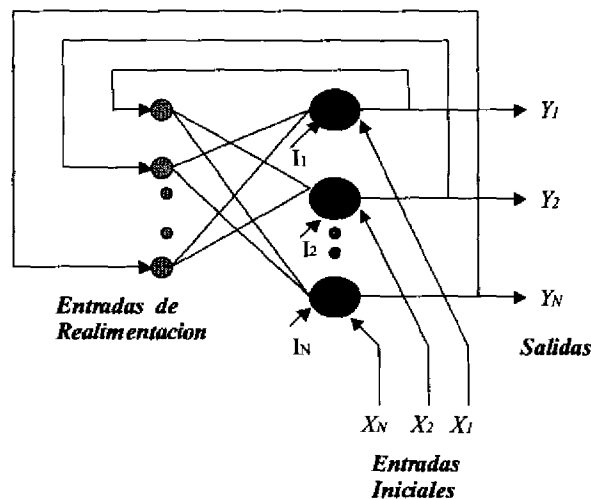 Y1
I1
Y2
I2
Entradas de
Realimentacion
IN
YN
Salidas
XN X2 X1
Entradas
Iniciales